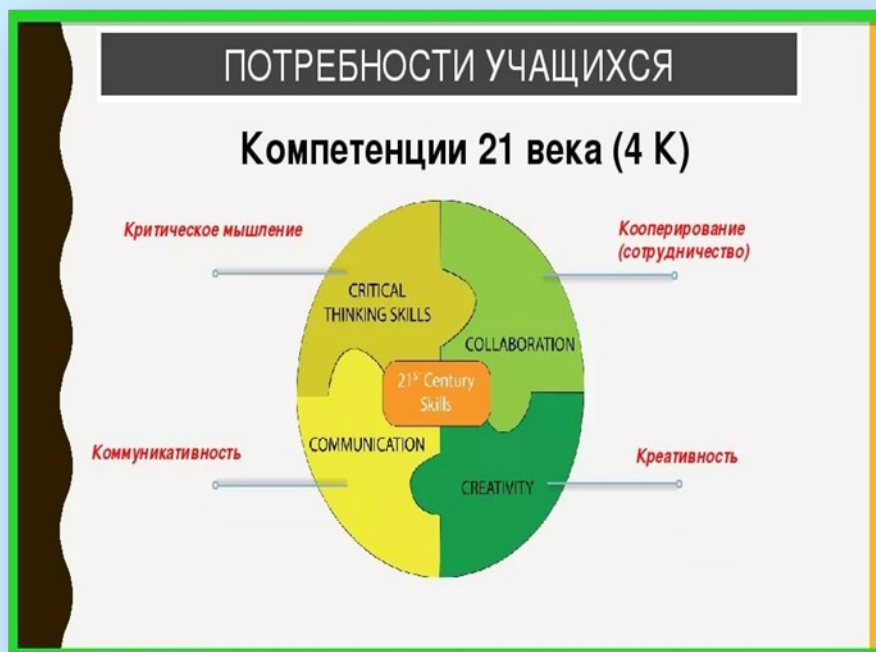 ПОТРЕБНОСТИ УЧАЩИХСЯ
Компетенции 21 века (4 К)
Критическое мышление
Кооперирование
(сотрудничество)
CRITICAL
THINKING SKILLS
COLLABORATION
21ST Century
Skills
COMMUNICATION
CREATIVITY
Коммуникативность
Креативность